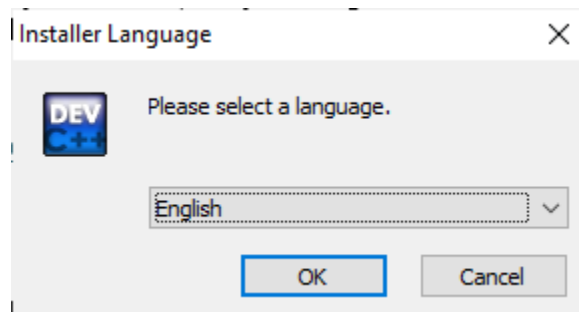 Installer Language
DEV
C++
Please select a language.
English
OK Cancel